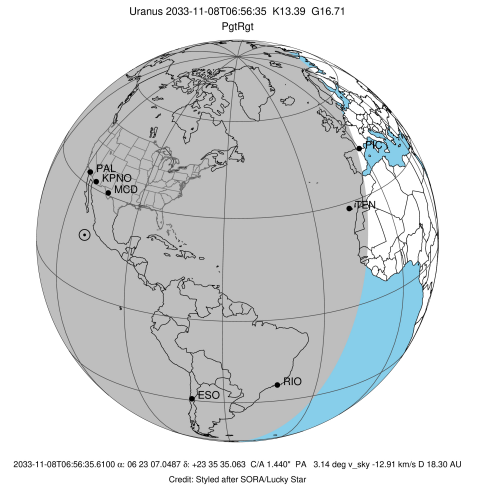 Uranus 2033-11-08T06:56:35 K13.39 G16.71
PgtRgt
PIC
PAL
KPNO
MCD
TEN
RIO
ESO
2033-11-08T06:56:35.6100 α: 06 23 07.0487 δ: +23 35 35.063 C/A 1.440" PA 3.14 deg v_sky -12.91 km/s D 18.30 AU
Credit: Styled after SORA/Lucky Star